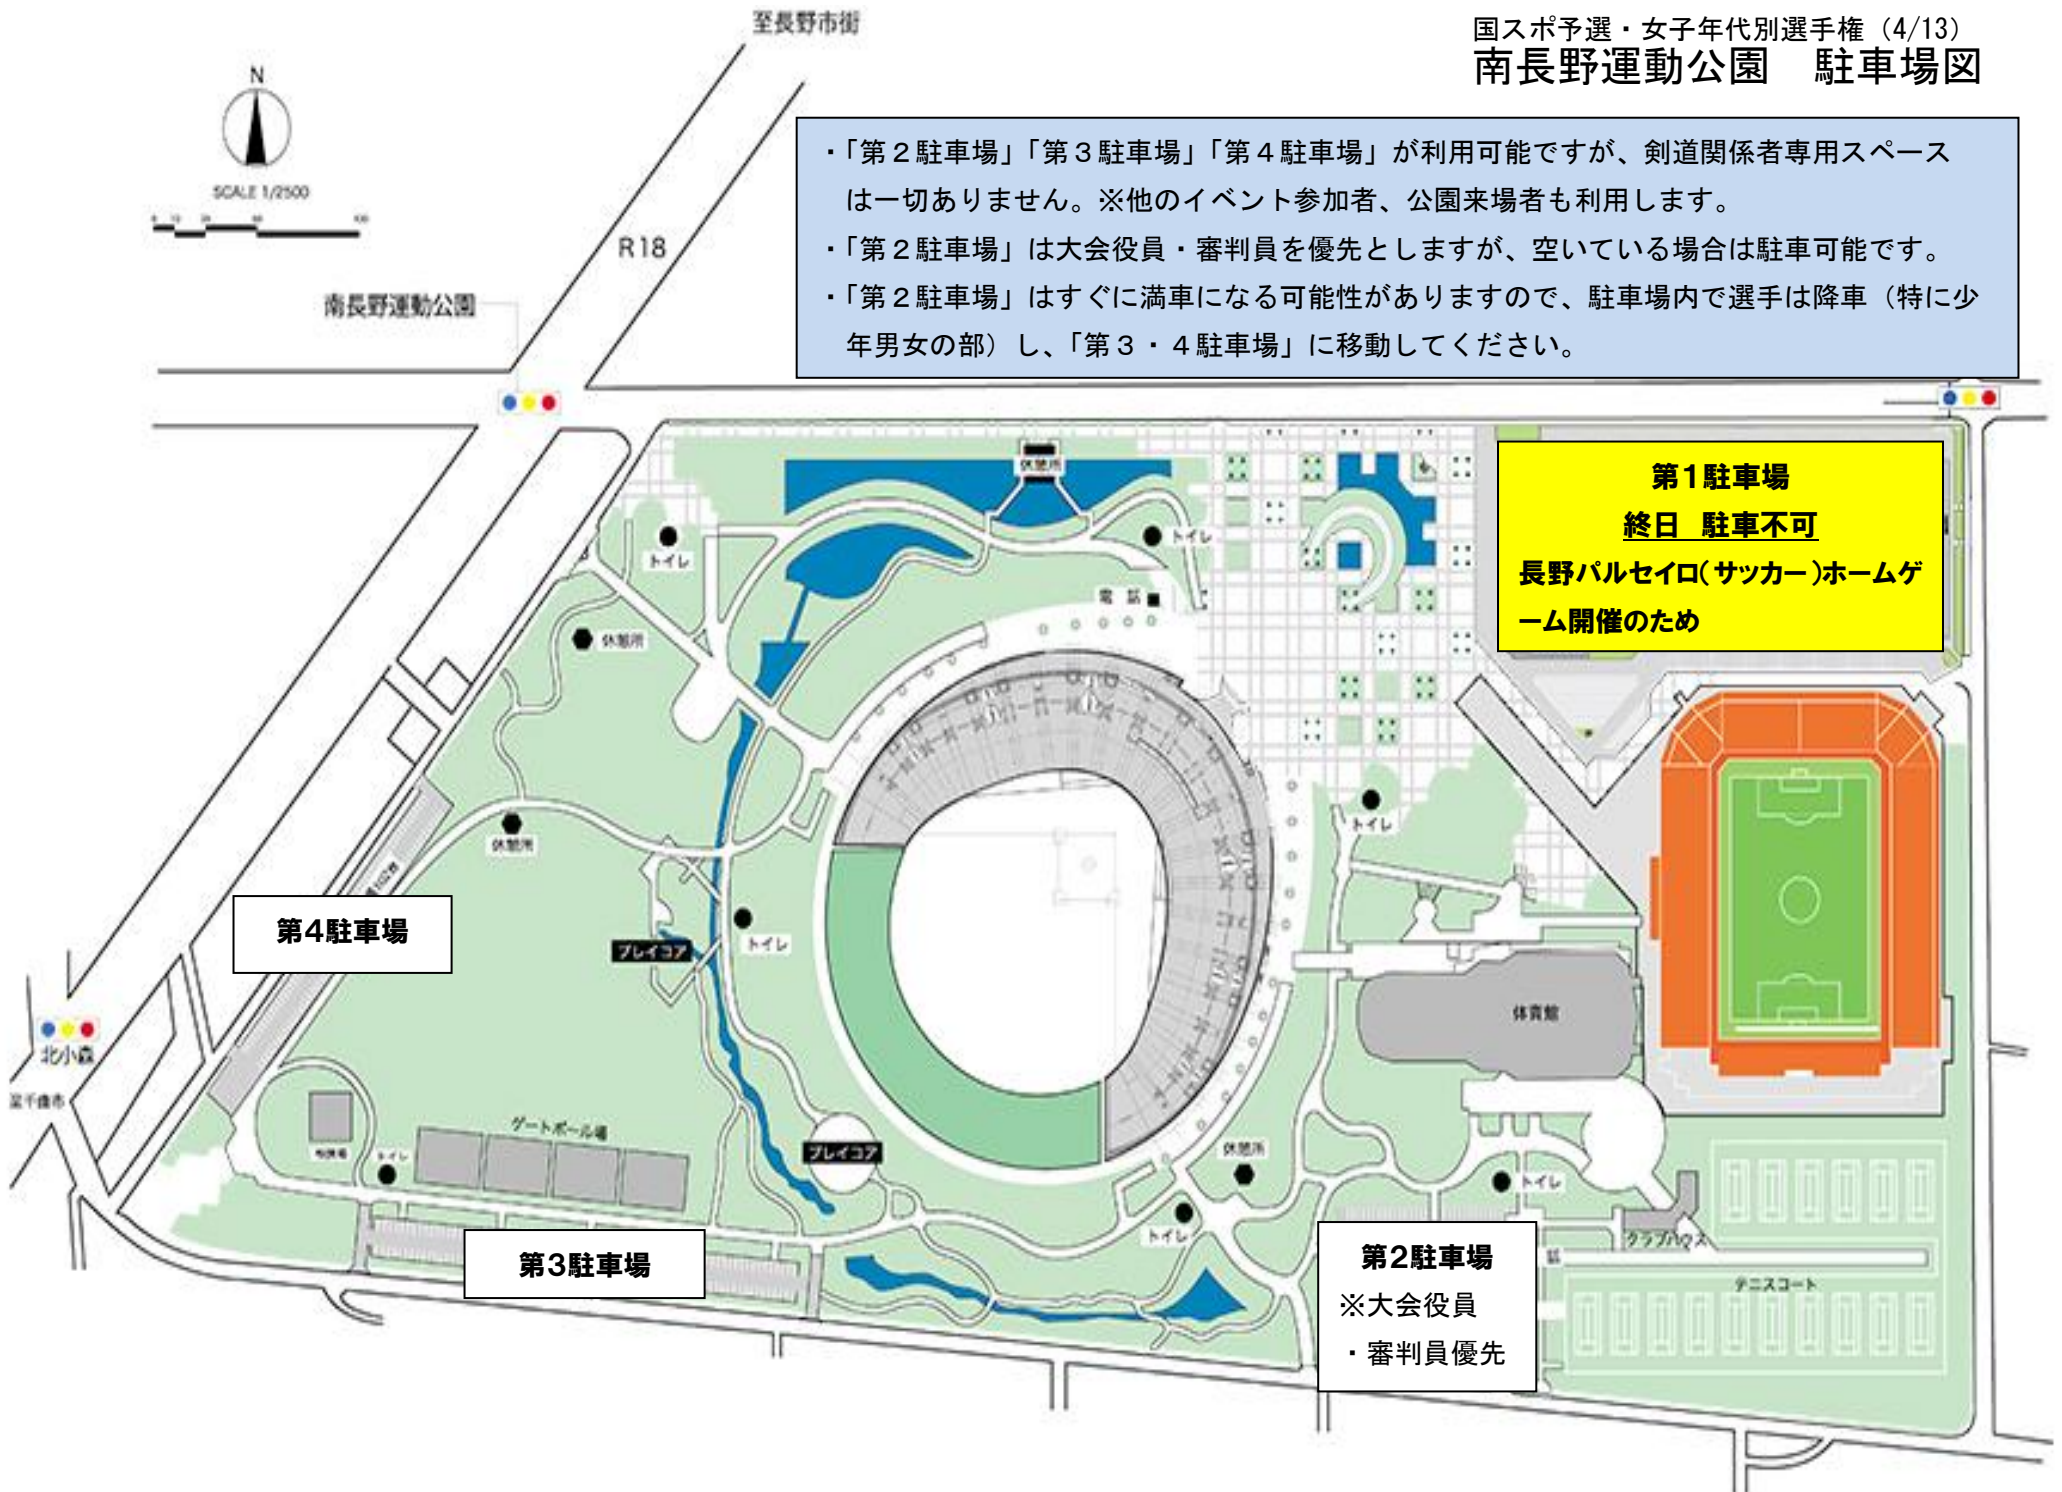 国スポ予選・女子年代別選手権（4/13）
南長野運動公園　駐車場図
至長野市街
N
SCALE 1/2500
R18
南長野運動公園
・「第２駐車場」「第３駐車場」「第４駐車場」が利用可能ですが、剣道関係者専用スペース
は一切ありません。※他のイベント参加者、公園来場者も利用します。
・「第２駐車場」は大会役員・審判員を優先としますが、空いている場合は駐車可能です。
・「第２駐車場」はすぐに満車になる可能性がありますので、駐車場内で選手は降車（特に少
年男女の部）し、「第３・４駐車場」に移動してください。
第1駐車場
終日　駐車不可
長野パルセイロ（サッカー）ホームゲ
ーム開催のため
休憩所
トイレ
トイレ
電 話
休憩所
トイレ
休憩所
第4駐車場
プレイコア
トイレ
体育館
北小森
至千曲市
ゲートボール場
トイレ
プレイコア
休憩所
トイレ
トイレ
クラブハウス
第3駐車場
第2駐車場
※大会役員
・審判員優先
話
テニスコート